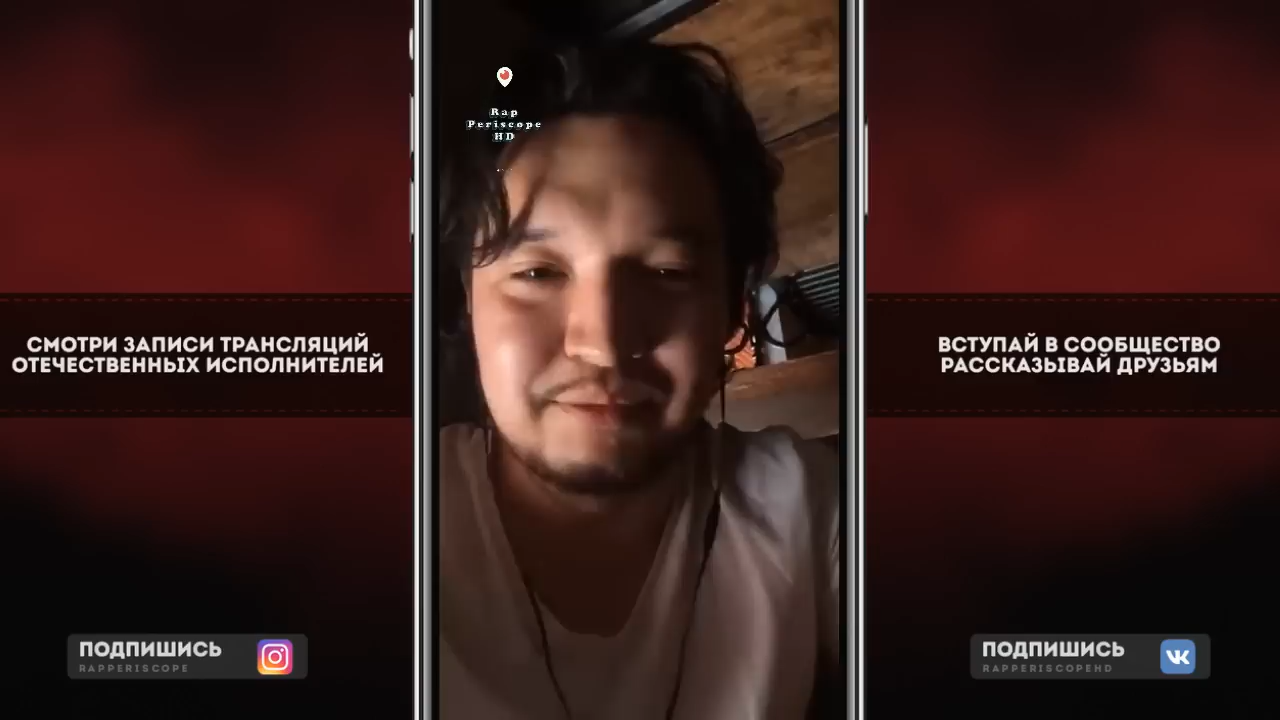 Rap
Periscope
HD
СМОТРИ ЗАПИСИ ТРАНСЛЯЦИЙ
ОТЕЧЕСТВЕННЫХ ИСПОЛНИТЕЛЕЙ
ВСТУПАЙ В СООБЩЕСТВО
РАССКАЗЫВАЙ ДРУЗЬЯМ
ПОДПИШИСЬ
RAPPERISCOPE
ПОДПИШИСЬ
RAPPERISCOPEHD